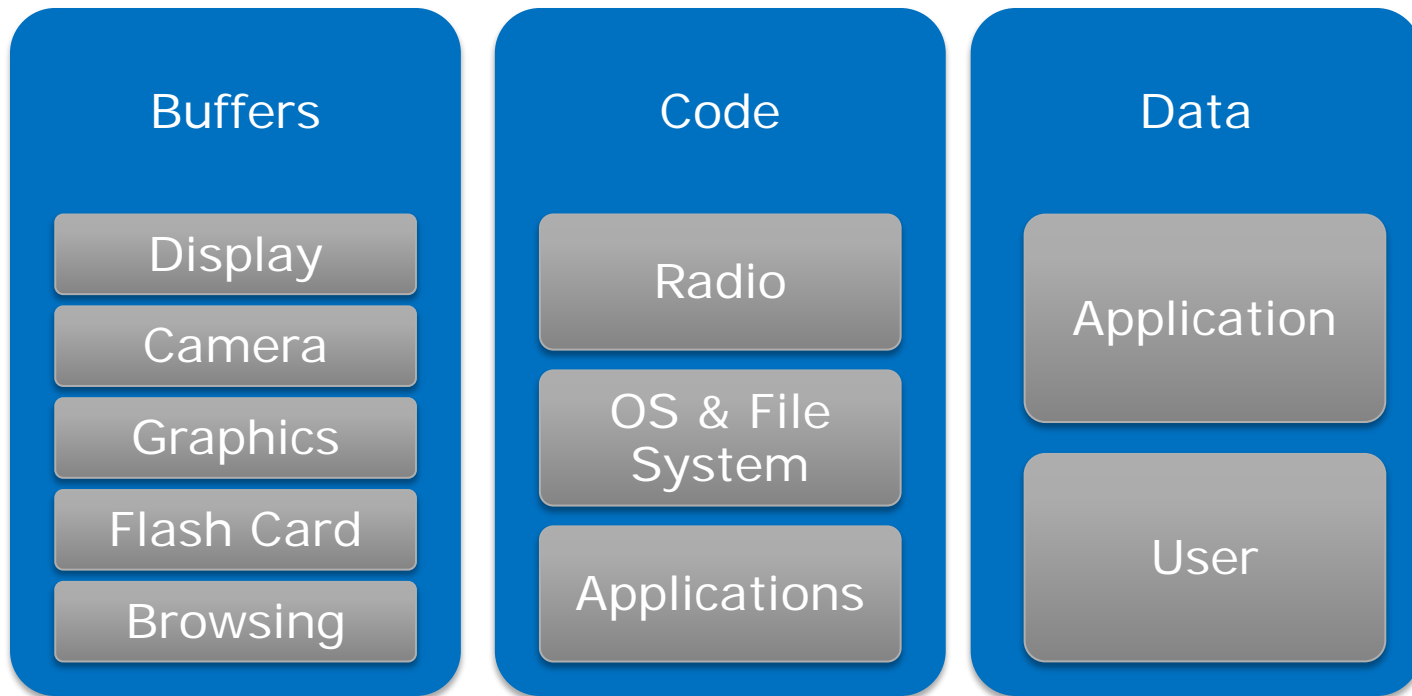 Buffers
Display
Camera
Graphics
Flash Card
Browsing
Code
Radio
OS & File
System
Applications
Data
Application
User